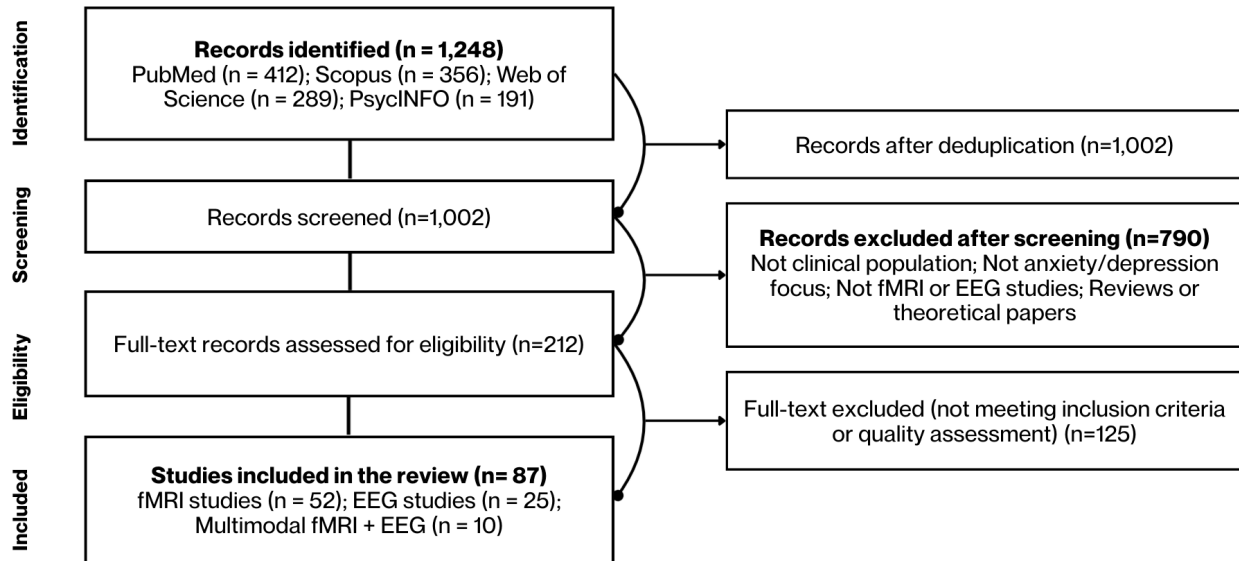 Identification
Records identified (n = 1,248)
PubMed (n = 412); Scopus (n = 356); Web of
Science (n = 289); PsycINFO (n = 191)
Records after deduplication (n=1,002)
Screening
Records screened (n=1,002)
Records excluded after screening (n=790)
Not clinical population; Not anxiety/depression
focus; Not fMRI or EEG studies; Reviews or
theoretical papers
Eligibility
Full-text records assessed for eligibility (n=212)
Full-text excluded (not meeting inclusion criteria
or quality assessment) (n=125)
Included
Studies included in the review (n= 87)
fMRI studies (n = 52); EEG studies (n = 25);
Multimodal fMRI + EEG (n = 10)